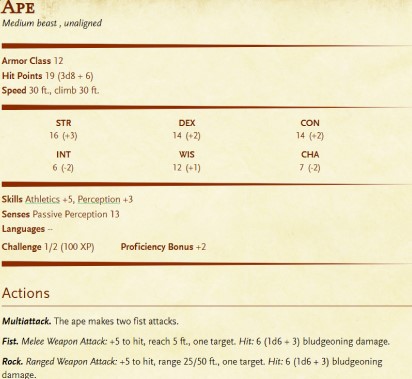 APE
Medium beast , unaligned
Armor Class 12
Hit Points 19 (3d8 + 6)
Speed 30 ft., climb 30 ft.
STR DEX CON
16 (+3) 14 (+2) 14 (+2)
INT WIS CHA
6 (-2) 12 (+1) 7 (-2)
Skills Athletics +5, Perception +3
Senses Passive Perception 13
Languages --
Challenge 1/2 (100 XP) Proficiency Bonus +2
Actions
Multiattack. The ape makes two fist attacks.
Fist. Melee Weapon Attack: +5 to hit, reach 5 ft., one target. Hit: 6 (1d6 + 3) bludgeoning damage.
Rock. Ranged Weapon Attack: +5 to hit, range 25/50 ft., one target. Hit: 6 (1d6 + 3) bludgeoning
damage.